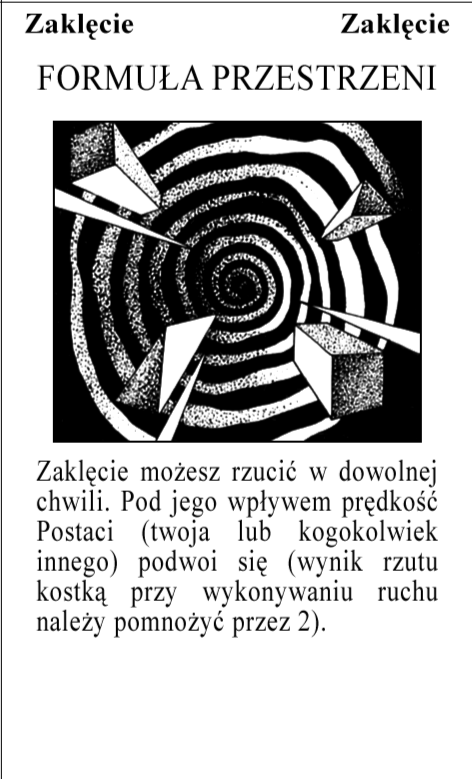 Zaklęcie Zaklęcie
FORMUŁA PRZESTRZENI
Zaklęcie możesz rzucić w dowolnej
chwili. Pod jego wpływem prędkość
Postaci (twoja lub kogokolwiek
innego) podwoi się (wynik rzutu
kostką przy wykonywaniu ruchu
należy pomnożyć przez 2).